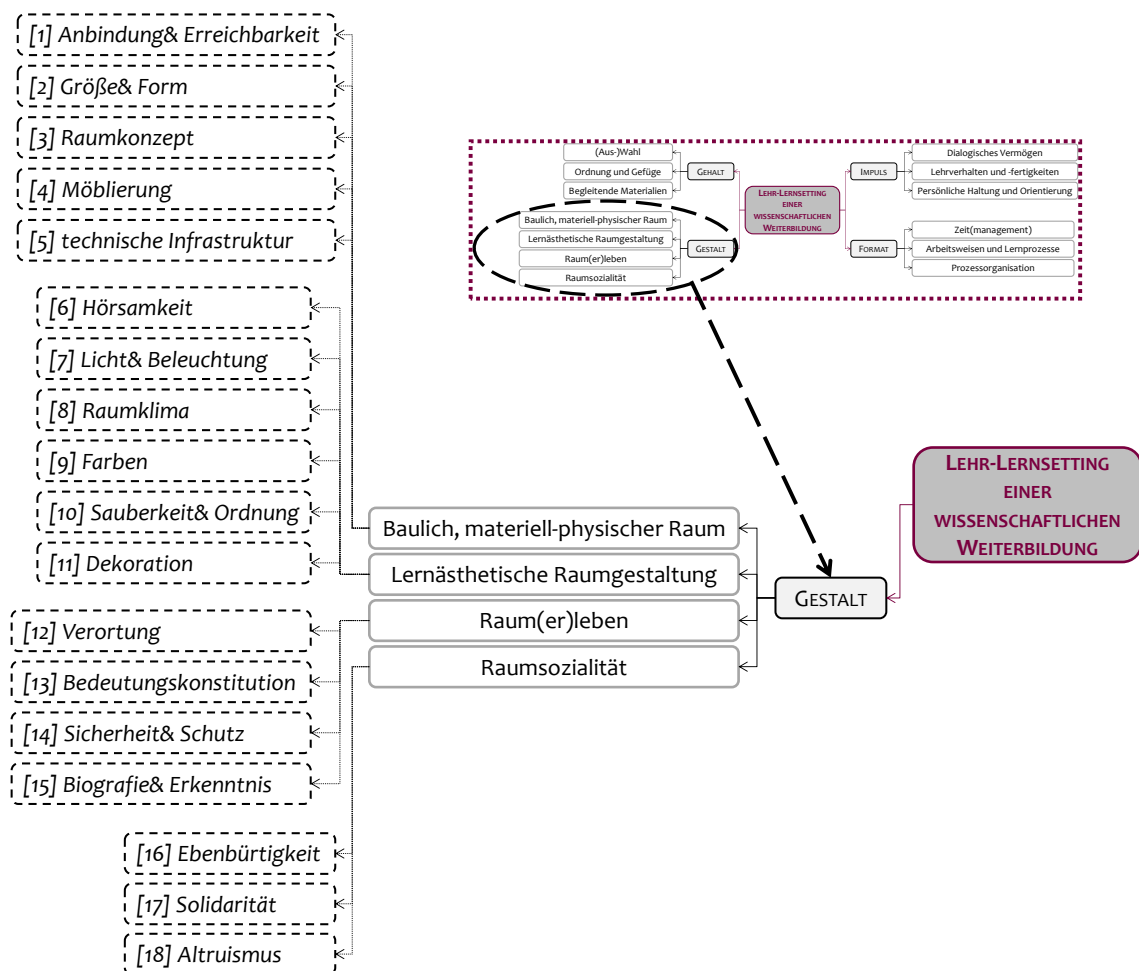 [1] Anbindung& Erreichbarkeit
[2] Größe& Form
[3] Raumkonzept
[4] Möblierung
[5] technische Infrastruktur
[6] Hörsamkeit
[7] Licht& Beleuchtung
[8] Raumklima
[9] Farben
[10] Sauberkeit& Ordnung
[11] Dekoration
[12] Verortung
[13] Bedeutungskonstitution
[14] Sicherheit& Schutz
[15] Biografie& Erkenntnis
[16] Ebenbürtigkeit
[17] Solidarität
[18] Altruismus
Baulich, materiell-physischer Raum
Lernästhetische Raumgestaltung
Raum(er)leben
Raumsozialität
GESTALT
LEHR-LERNSETTING
EINER
WISSENSCHAFTLICHEN
WEITERBILDUNG
(Aus-)Wahl
Ordnung und Gefüge
Begleitende Materialien
GEHALT
Baulich, materiell-physischer Raum
Lernästhetische Raumgestaltung
Raum(er)leben
Raumsozialität
GESTALT
LEHR-LERNSETTING
EINER
WISSENSCHAFTLICHEN
WEITERBILDUNG
IMPULS
Dialogisches Vermögen
Lehrverhalten und -fertigkeiten
Persönliche Haltung und Orientierung
FORMAT
Zeit(management)
Arbeitsweisen und Lernprozesse
Prozessorganisation